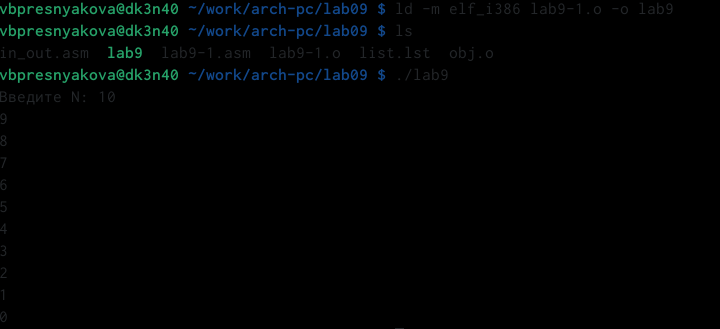 vbpresnyakova@dk3n40 ~/work/arch-pc/lab09 $ ld -m elf_i386 lab9-1.o -o lab9
vbpresnyakova@dk3n40 ~/work/arch-pc/lab09 $ ls
in_out.asm  lab9  lab9-1.asm  lab9-1.o  list.lst  obj.o
vbpresnyakova@dk3n40 ~/work/arch-pc/lab09 $ ./lab9
Введите N: 10
9
8
7
6
5
4
3
2
1
0